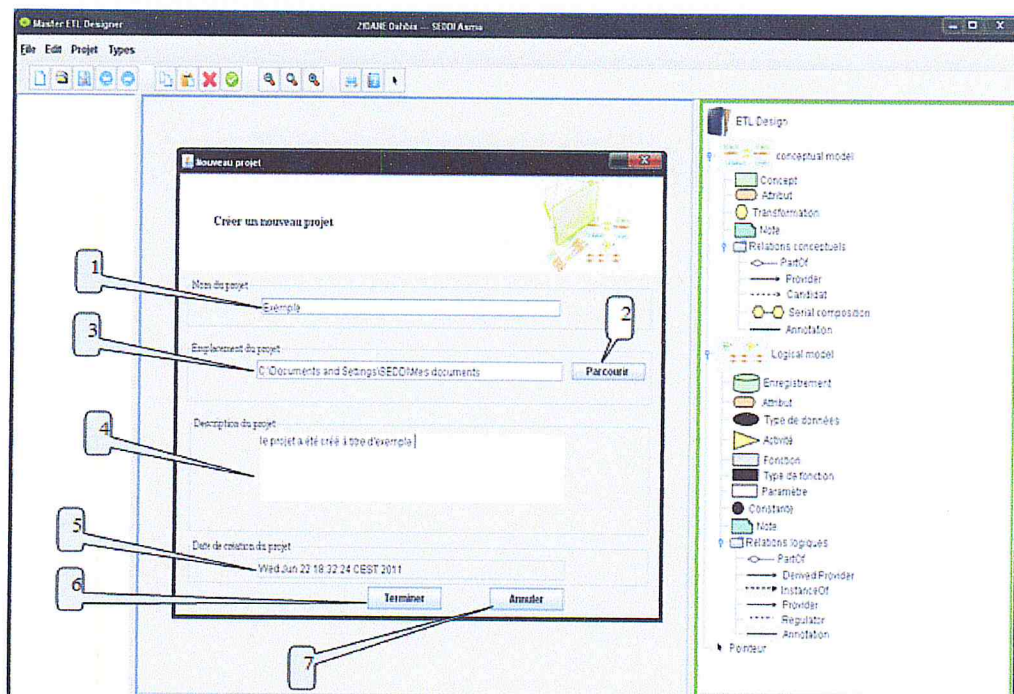 Master ETL Designer
ZIDANE Dahbia --- SEDDI Asma
File Edit Projet Types
Nouveau projet
Créer un nouveau projet
1
Nom du projet
Exemple
2
3
Emplacement du projet
C:\Documents and Settings\SEDDI\Mes documents
Parcourir
4
Description du projet
le projet a été créé à titre d'exemple
5
Date de création du projet
Wed Jun 22 18:32:24 CEST 2011
6
Terminer
Annuler
7
ETL Design
conceptual model
Concept
Attribut
Transformation
Note
Relations conceptuels
PartOf
Provider
Candidat
Serial composition
Annotation
Logical model
Enregistrement
Attribut
Type de données
Activité
Fonction
Type de fonction
Paramètre
Constante
Note
Relations logiques
PartOf
Derived Provider
InstanceOf
Provider
Regulator
Annotation
Pointeur